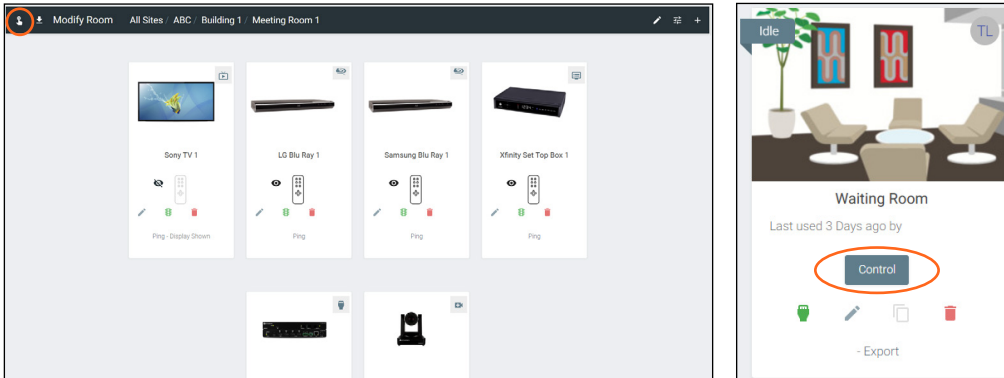 Modify Room All Sites / ABC / Building 1 / Meeting Room 1
Sony TV 1
LG Blu Ray 1
Samsung Blu Ray 1
Xfinity Set Top Box 1
Ping - Display Shown
Ping
Ping
Ping
Idle
TL
Waiting Room
Last used 3 Days ago by
Control
- Export